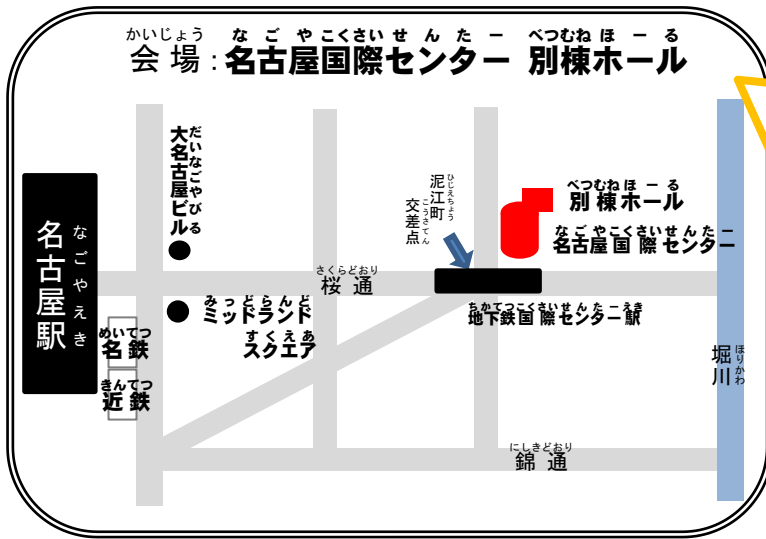 かいじょう なごやこくさいせんたー べつむねほーる
会場:名古屋国際センター 別棟ホール
だいなごやびる
大名古屋ビル
ひじえちょう
泥江町
こうさてん
交差点
べつむねほーる
別棟ホール
なごやこくさいせんたー
名古屋国際センター
なごやえき
名古屋駅
さくらどおり
桜通
みっどらんど
ミッドランド
すくえあ
スクエア
ちかてつこくさいせんたーえき
地下鉄国際センター駅
めいてつ
名鉄
きんてつ
近鉄
ほりかわ
堀川
にしきどおり
錦通